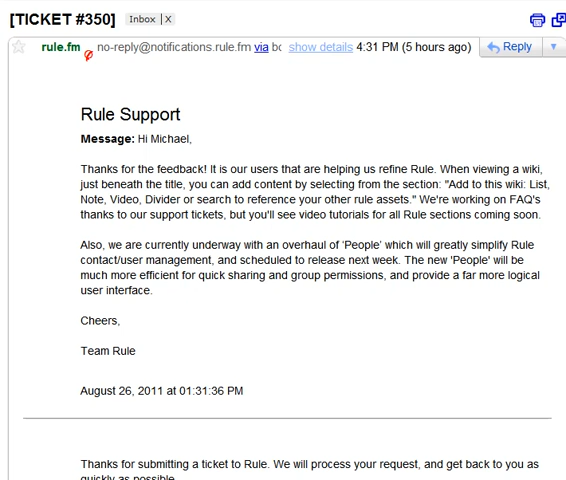 [TICKET #350] Inbox | X
rule.fm no-reply@notifications.rule.fm via bc show details 4:31 PM (5 hours ago) Reply
Rule Support
Message: Hi Michael,
Thanks for the feedback! It is our users that are helping us refine Rule. When viewing a wiki,
just beneath the title, you can add content by selecting from the section: "Add to this wiki: List,
Note, Video, Divider or search to reference your other rule assets." We're working on FAQ's
thanks to our support tickets, but you'll see video tutorials for all Rule sections coming soon.
Also, we are currently underway with an overhaul of 'People' which will greatly simplify Rule
contact/user management, and scheduled to release next week. The new 'People' will be
much more efficient for quick sharing and group permissions, and provide a far more logical
user interface.
Cheers,
Team Rule
August 26, 2011 at 01:31:36 PM
Thanks for submitting a ticket to Rule. We will process your request, and get back to you as
quickly as possible